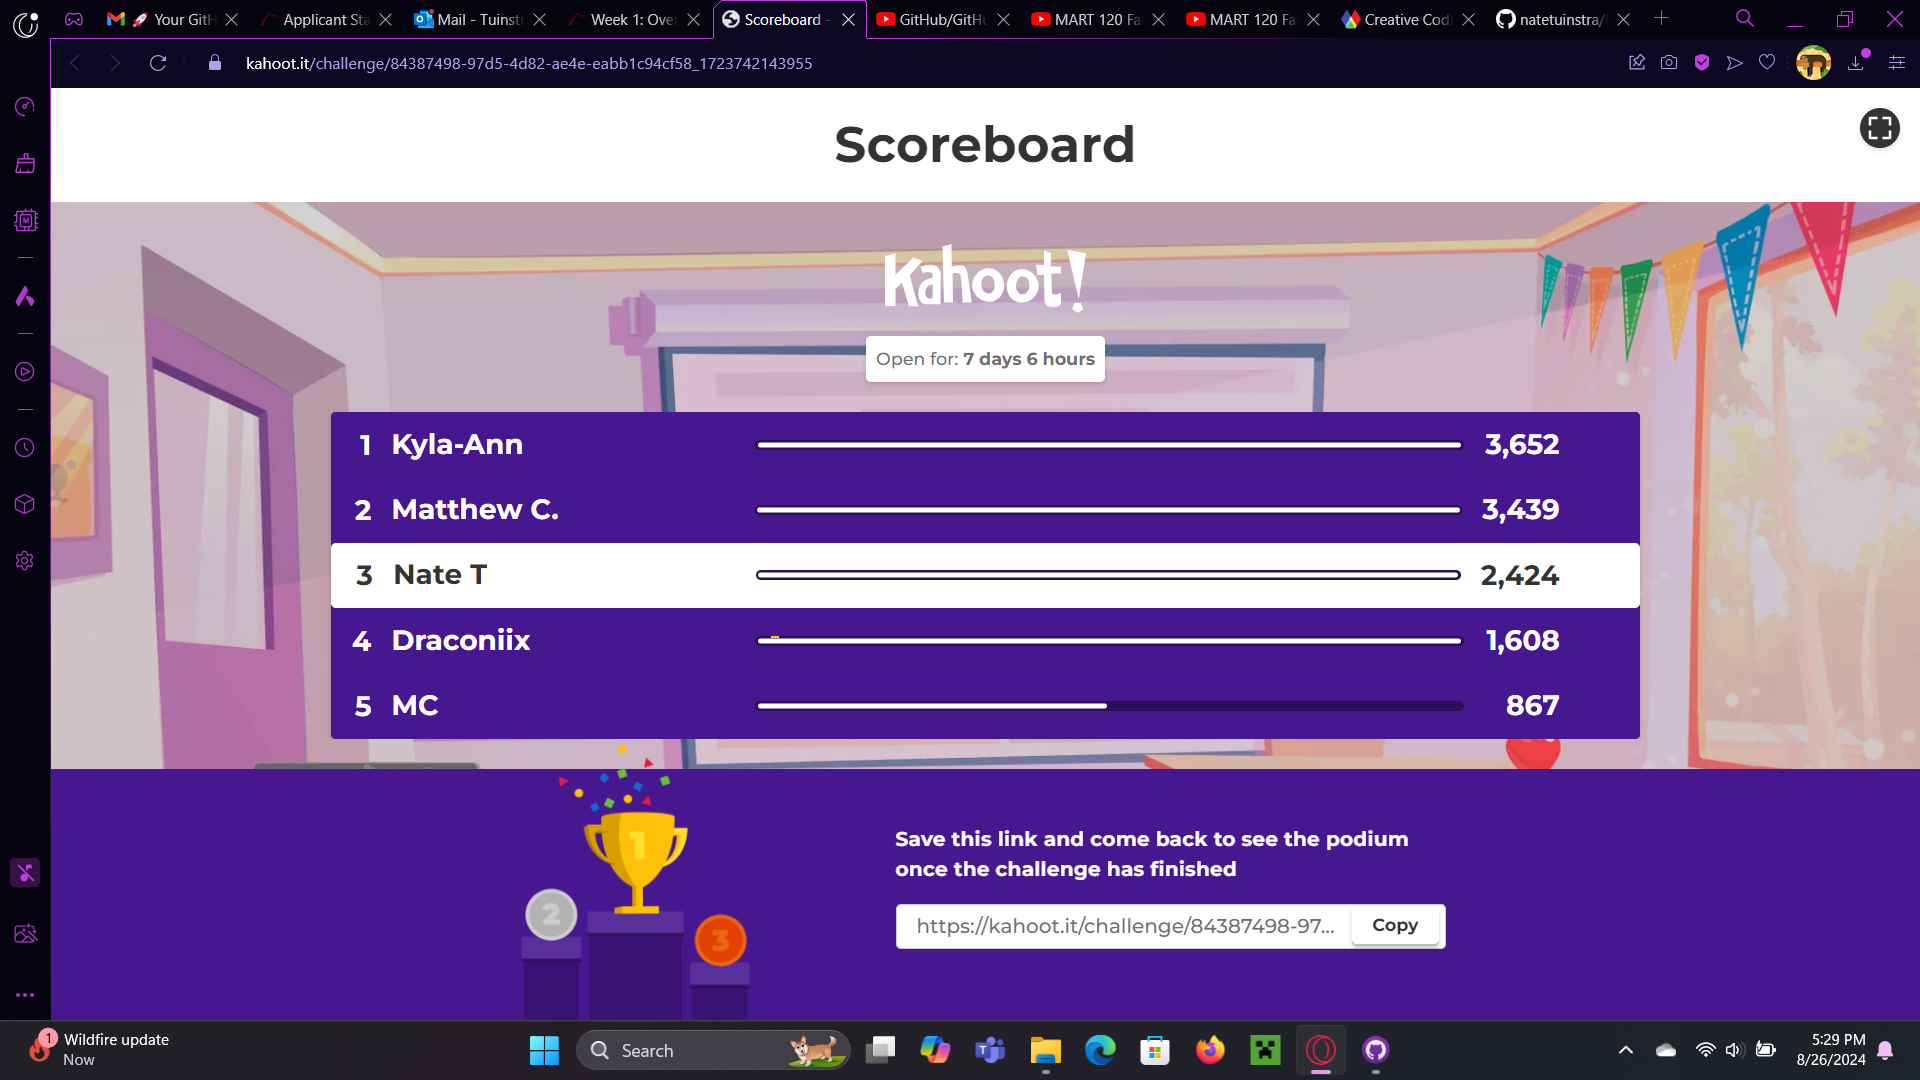 🚀 Your GitH
Applicant Sta
Mail - Tuinstr
Week 1: Over
Scoreboard -
GitHub/GitHu
MART 120 Fa
MART 120 Fa
Creative Codi
natetuinstra/
kahoot.it/challenge/84387498-97d5-4d82-ae4e-eabb1c94cf58_1723742143955
Scoreboard
Kahoot!
Open for: 7 days 6 hours
1 Kyla-Ann 3,652
2 Matthew C. 3,439
3 Nate T 2,424
4 Draconiix 1,608
5 MC 867
1
2
3
Save this link and come back to see the podium
once the challenge has finished
https://kahoot.it/challenge/84387498-97... Copy
1 Wildfire update
Now
Search
5:29 PM
8/26/2024